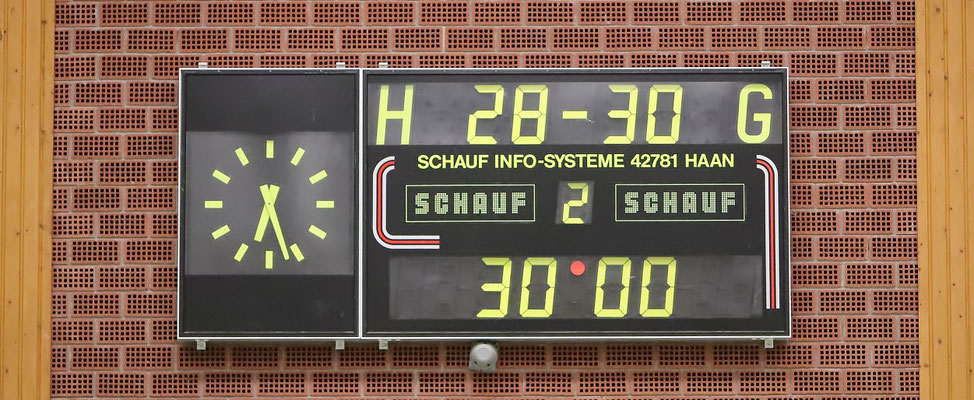 H 28-30 G
SCHAUF INFO-SYSTEME 42781 HAAN
SCHAUF 2 SCHAUF
30:00